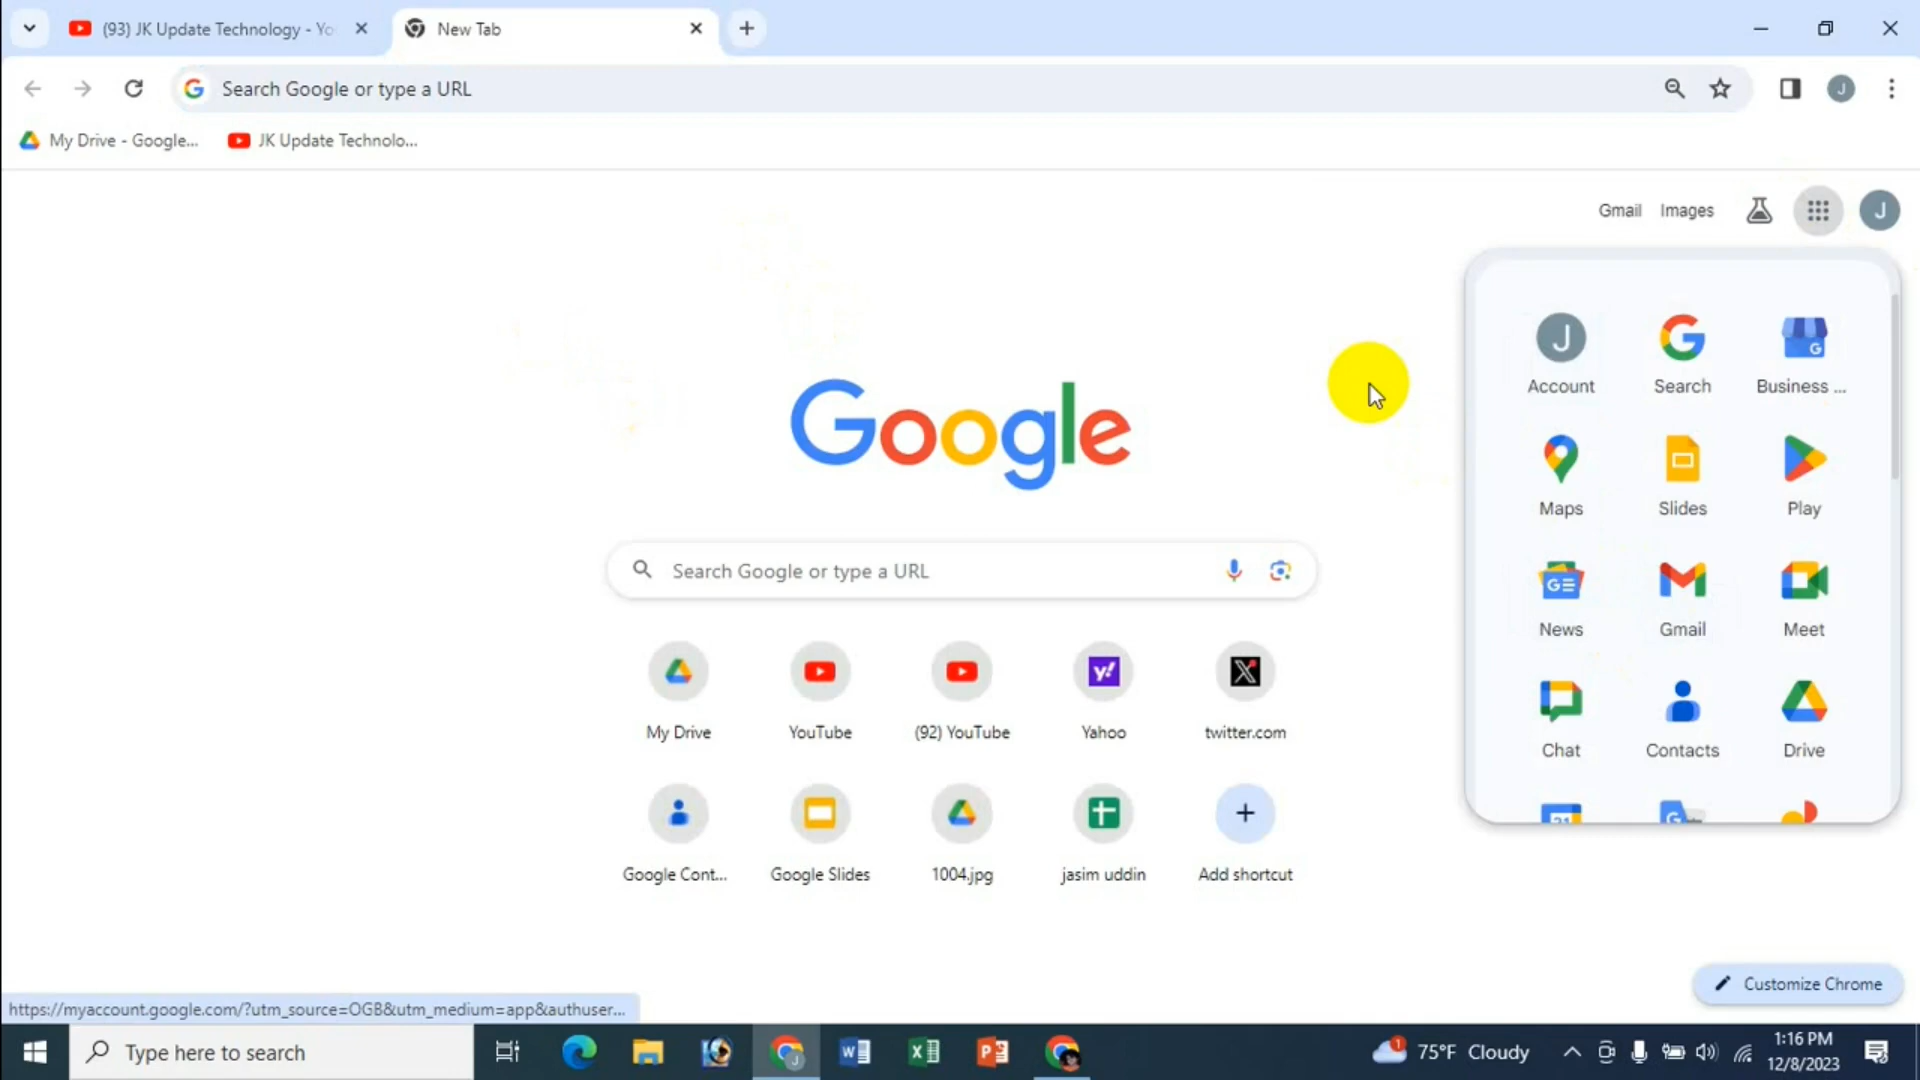 (93) JK Update Technology - Yo
New Tab
Search Google or type a URL
J
My Drive - Google...
JK Update Technolo...
Gmail
Images
J
J
Account
Search
Business ...
Maps
Slides
Play
News
Gmail
Meet
Chat
Contacts
Drive
Google
Search Google or type a URL
My Drive
YouTube
(92) YouTube
Yahoo
twitter.com
Google Cont...
Google Slides
1004.jpg
jasim uddin
Add shortcut
Customize Chrome
https://myaccount.google.com/?utm_source=OGB&utm_medium=app&authuser...
Type here to search
75°F Cloudy
1:16 PM
12/8/2023